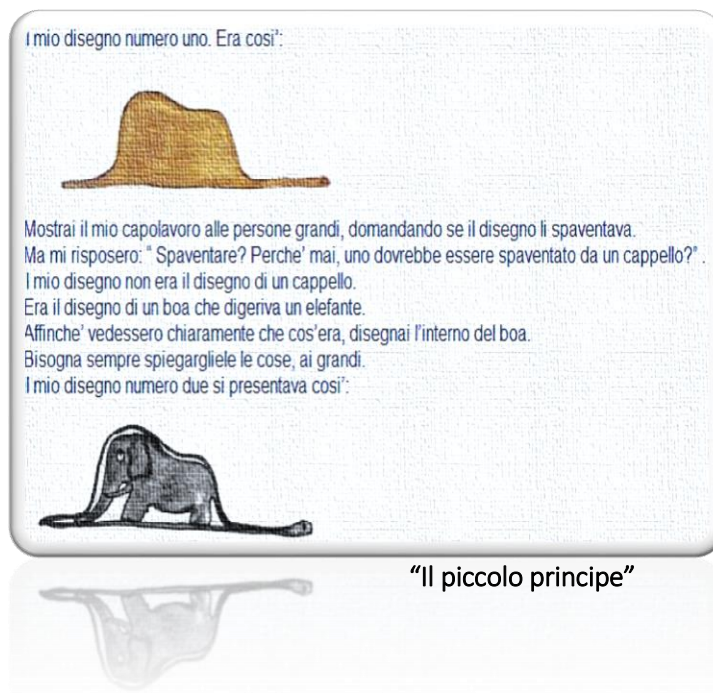 l mio disegno numero uno. Era cosi':
Mostrai il mio capolavoro alle persone grandi, domandando se il disegno li spaventava.
Ma mi risposero: " Spaventare? Perche' mai, uno dovrebbe essere spaventato da un cappello?" .
l mio disegno non era il disegno di un cappello.
Era il disegno di un boa che digeriva un elefante.
Affinche' vedessero chiaramente che cos'era, disegnai l'interno del boa.
Bisogna sempre spiegargliele le cose, ai grandi.
l mio disegno numero due si presentava cosi':
“Il piccolo principe”